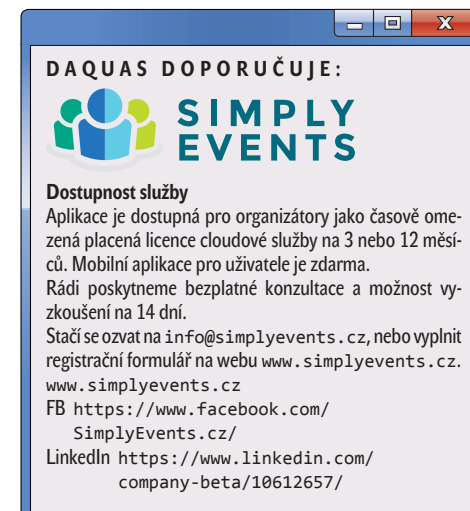 DAQUAS DOPORUČUJE:
SIMPLY
EVENTS
Dostupnost služby
Aplikace je dostupná pro organizátory jako časově ome-
zená placená licence cloudové služby na 3 nebo 12 měsí-
ců. Mobilní aplikace pro uživatele je zdarma.
Rádi poskytneme bezplatné konzultace a možnost vy-
zkoušení na 14 dní.
Stačí se ozvat na info@simplyevents.cz, nebo vyplnit
registrační formulář na webu www.simplyevents.cz.
www.simplyevents.cz
FB https://www.facebook.com/
SimplyEvents.cz/
LinkedIn https://www.linkedin.com/
company-beta/10612657/